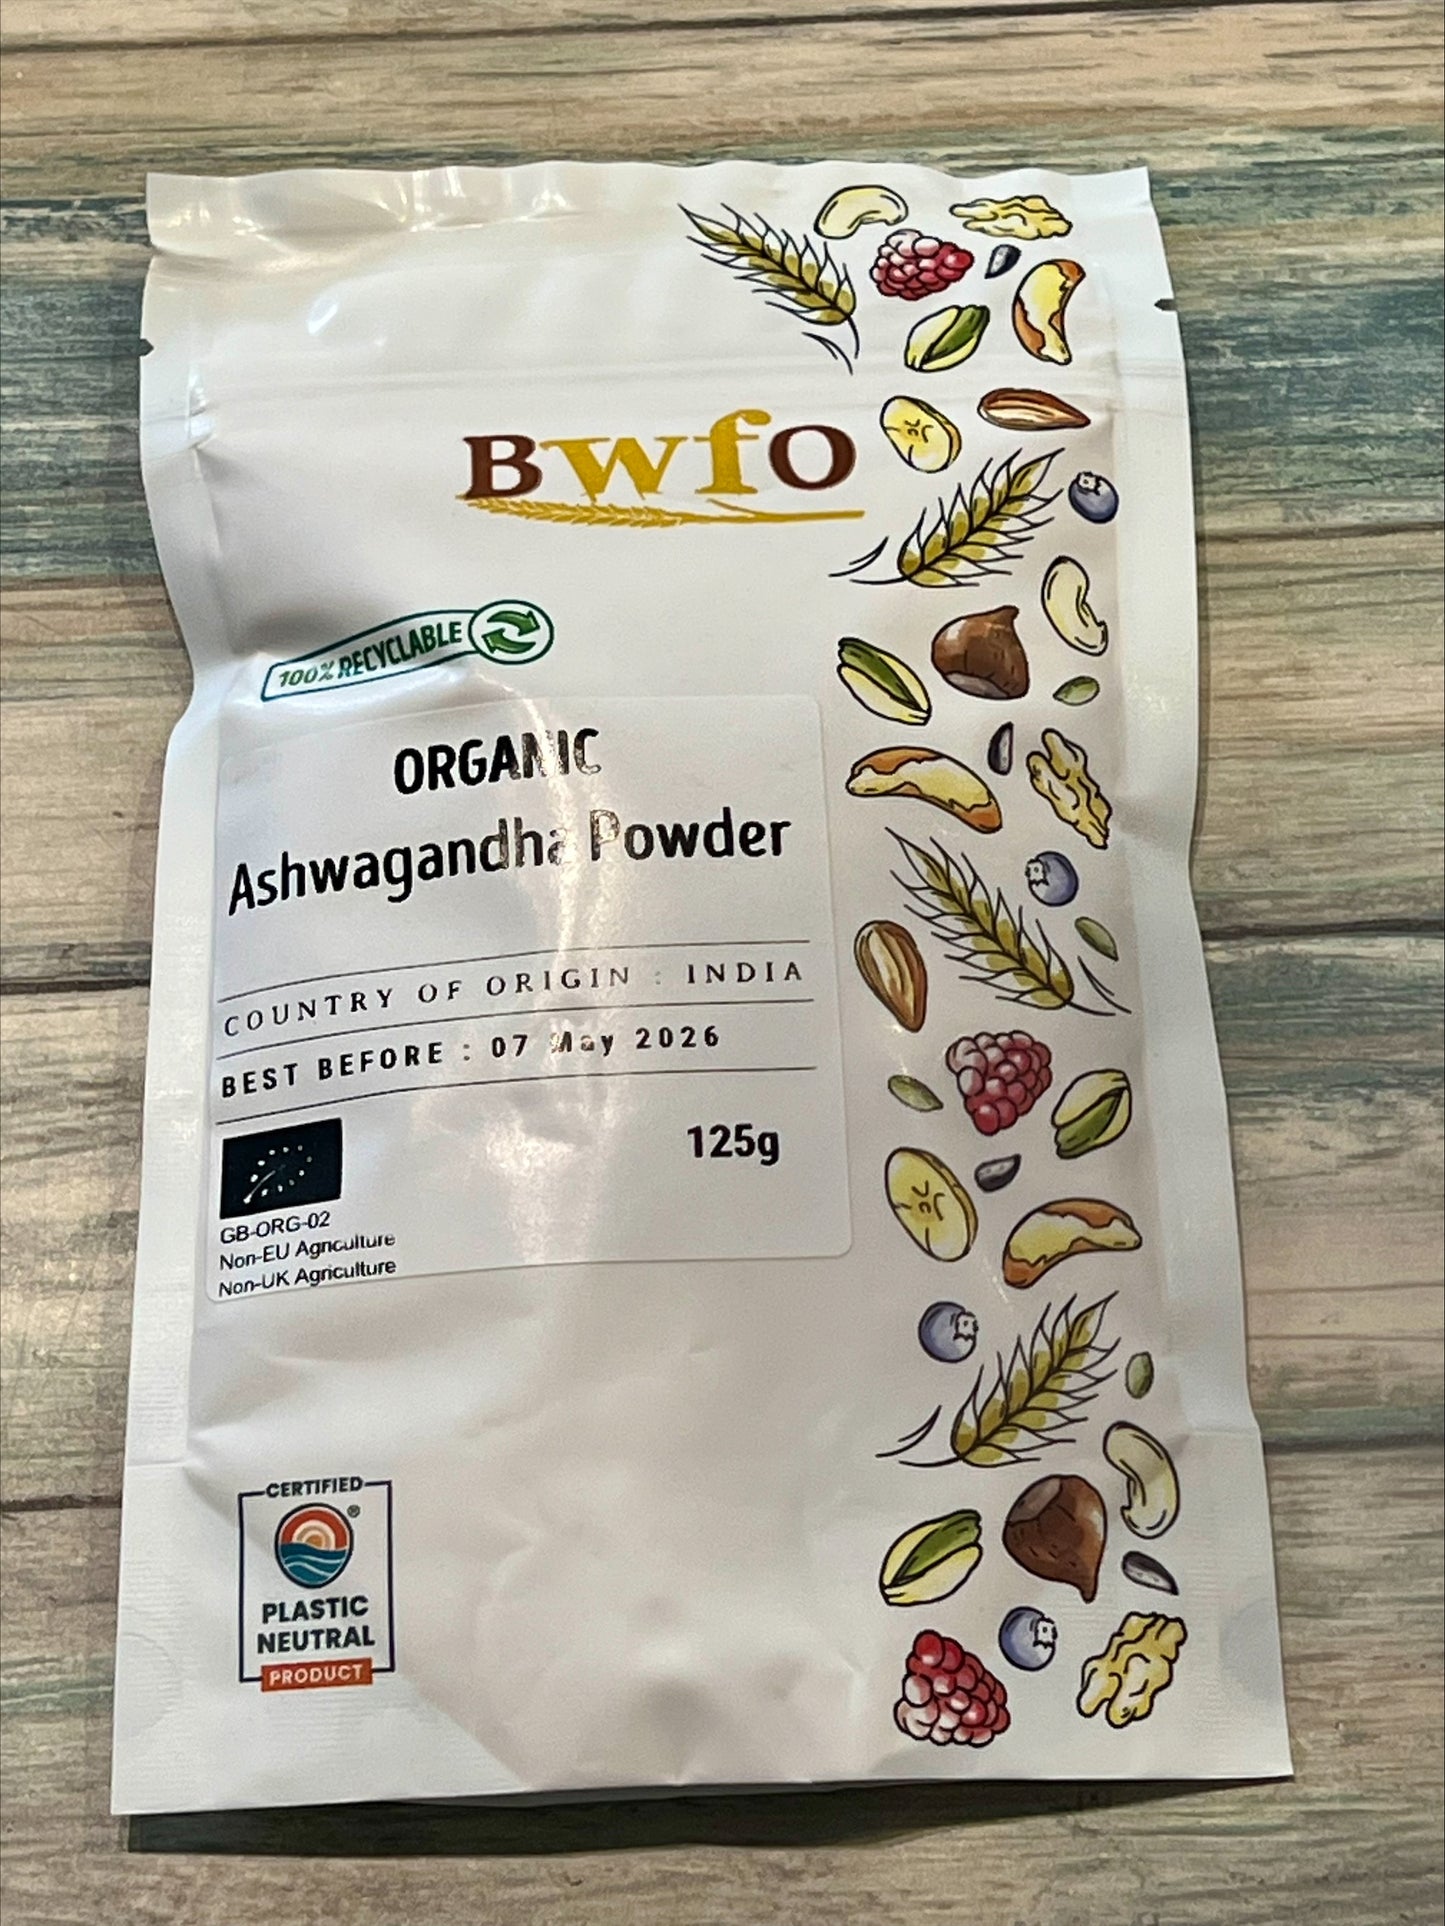 BWfO
100% RECYCLABLE
ORGANIC
Ashwagandha Powder
COUNTRY OF ORIGIN : INDIA
BEST BEFORE : 07 May 2026
125g
GB-ORG-02
Non-EU Agriculture
Non-UK Agriculture
CERTIFIED
®
PLASTIC
NEUTRAL
PRODUCT